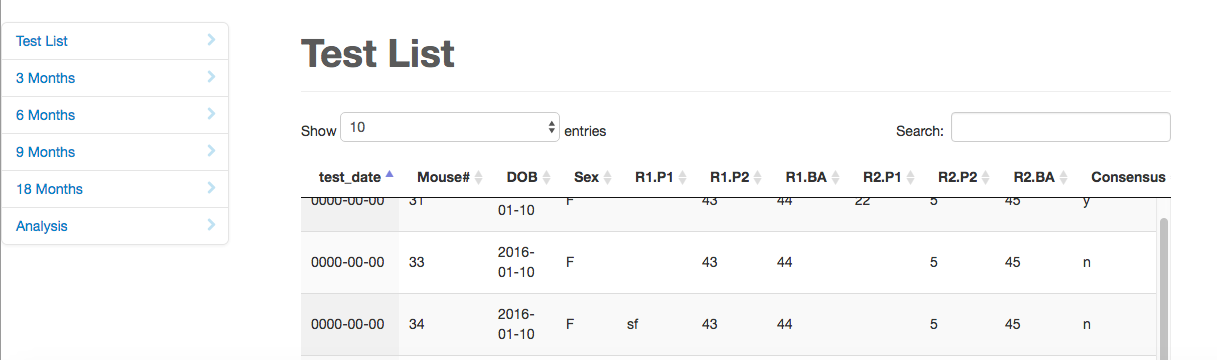 Test List
3 Months
6 Months
9 Months
18 Months
Analysis
Test List
Show 10 entries
Search:
test_date Mouse# DOB Sex R1.P1 R1.P2 R1.BA R2.P1 R2.P2 R2.BA Consensus
0000-00-00 31 01-10 F 43 44 22 5 45 y
0000-00-00 33 2016-01-10 F 43 44 5 45 n
0000-00-00 34 2016-01-10 F sf 43 44 5 45 n